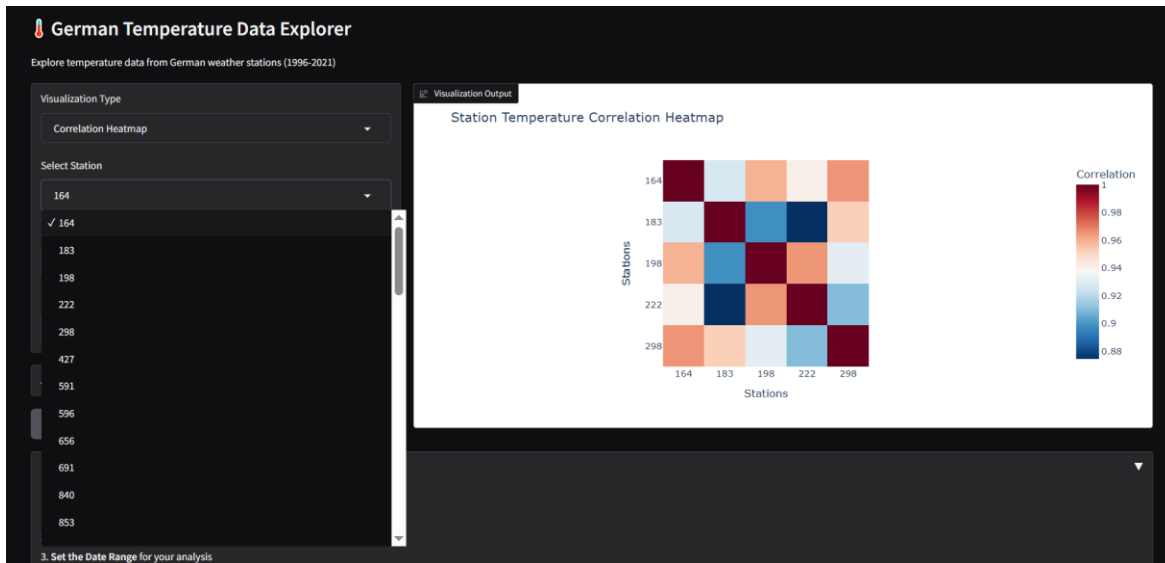 German Temperature Data Explorer
Explore temperature data from German weather stations (1996-2021)
Visualization Type
Correlation Heatmap
Select Station
164
✓ 164
183
198
222
298
427
591
596
656
691
840
853
3. Set the Date Range for your analysis
Visualization Output
Station Temperature Correlation Heatmap
Stations
164
183
198
222
298
164 183 198 222 298
Stations
Correlation
1
0.98
0.96
0.94
0.92
0.9
0.88